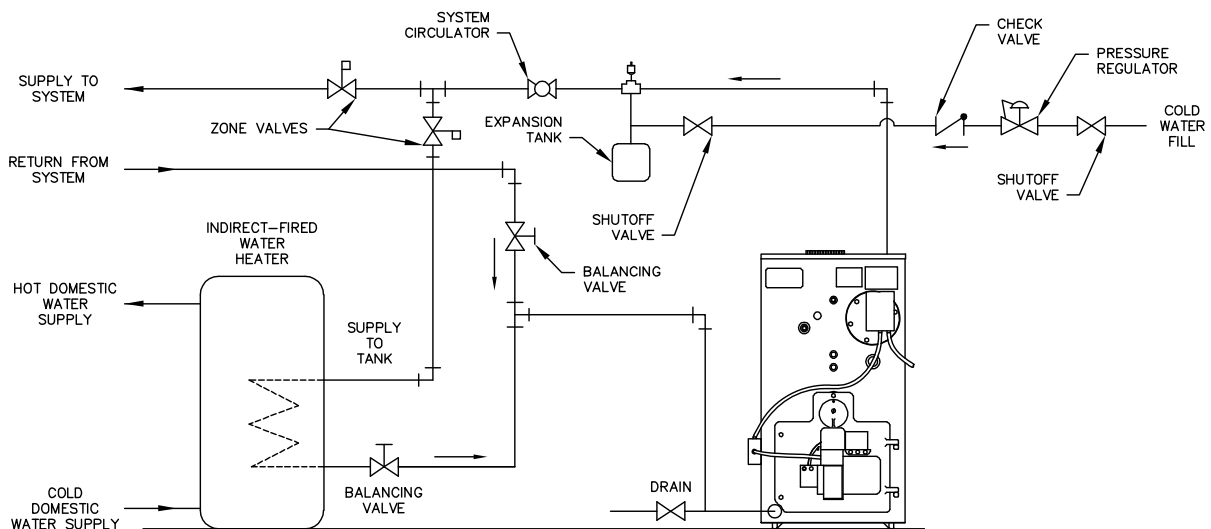 SYSTEM
CIRCULATOR
CHECK
VALVE
PRESSURE
REGULATOR
SUPPLY TO
SYSTEM
ZONE VALVES
EXPANSION
TANK
COLD
WATER
FILL
RETURN FROM
SYSTEM
SHUTOFF
VALVE
SHUTOFF
VALVE
INDIRECT-FIRED
WATER
HEATER
BALANCING
VALVE
HOT DOMESTIC
WATER
SUPPLY
SUPPLY
TO
TANK
BALANCING
VALVE
DRAIN
COLD
DOMESTIC
WATER SUPPLY